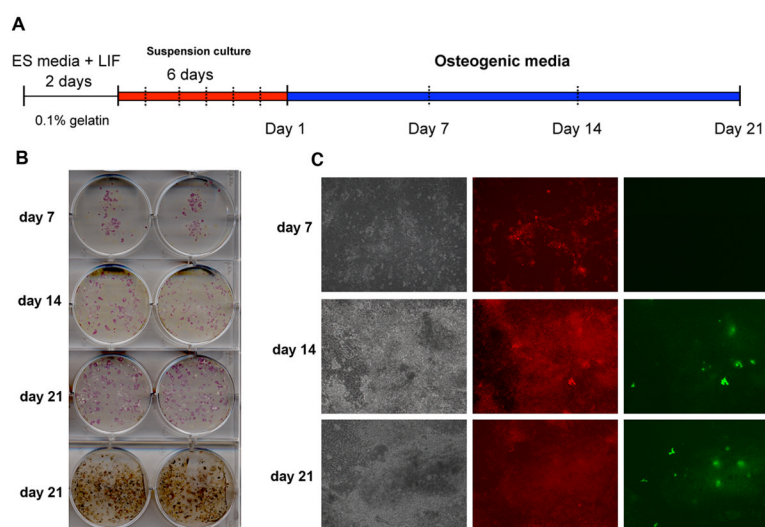 A
ES media + LIF
2 days
0.1% gelatin
Suspension culture
6 days
Osteogenic media
Day 1
Day 7
Day 14
Day 21
B
day 7
day 14
day 21
day 21
C
day 7
day 14
day 21